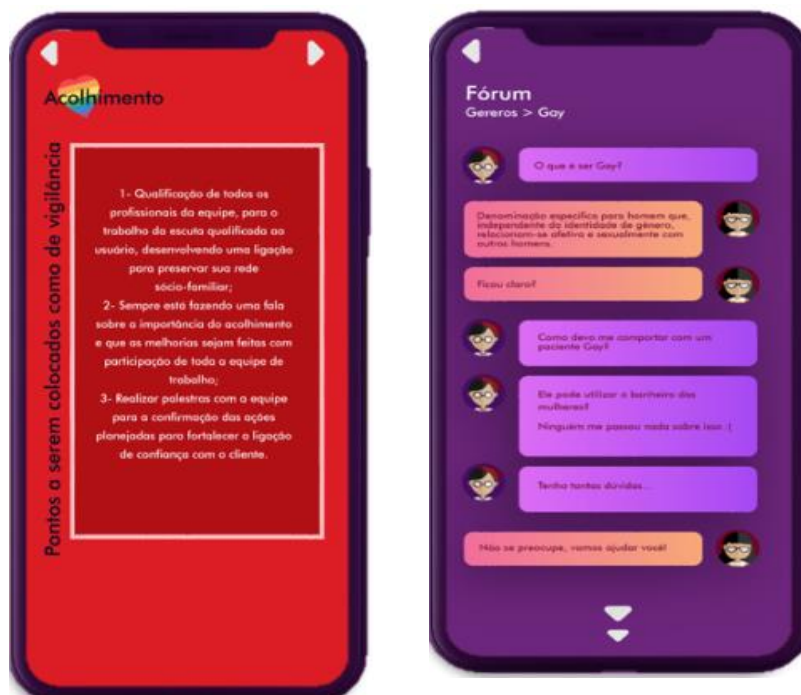 Acolhimento
Pontos a serem colocados como de vigilância
1- Qualificação de todos os
profissionais da equipe, para o
trabalho da escuta qualificada ao
usuário, desenvolvendo uma ligação
para preservar sua rede
sócio-familiar;
2- Sempre está fazendo uma fala
sobre a importância do acolhimento
e que as melhorias sejam feitas com
participação de toda a equipe de
trabalho;
3- Realizar palestras com a equipe
para a confirmação das ações
planejadas para fortalecer a ligação
de confiança com o cliente.
Fórum
Gereros > Gay
O que é ser Gay?
Denominação específica para homem que,
independente da identidade de gênero,
relacionam-se afetiva e sexualmente com
outros homens.
Ficou claro?
Como devo me comportar com um
paciente Gay?
Ele pode utilizar o banheiro das
mulheres?
Ninguém me passou nada sobre isso :(
Tenho tantas dúvidas...
Não se preocupe, vamos ajudar você!